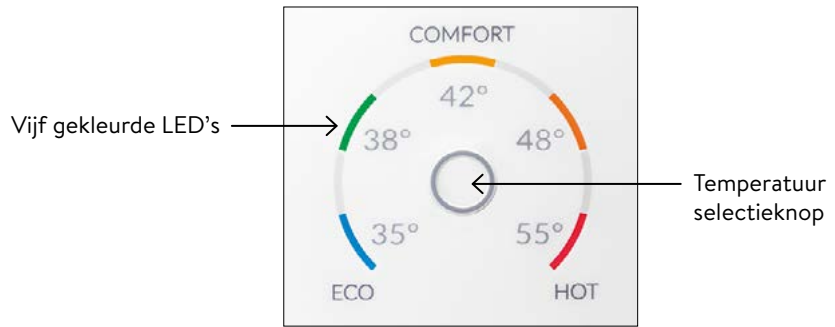 COMFORT
42°
Vijf gekleurde LED's
38°
48°
Temperatuur
selectieknop
35°
55°
ECO
HOT